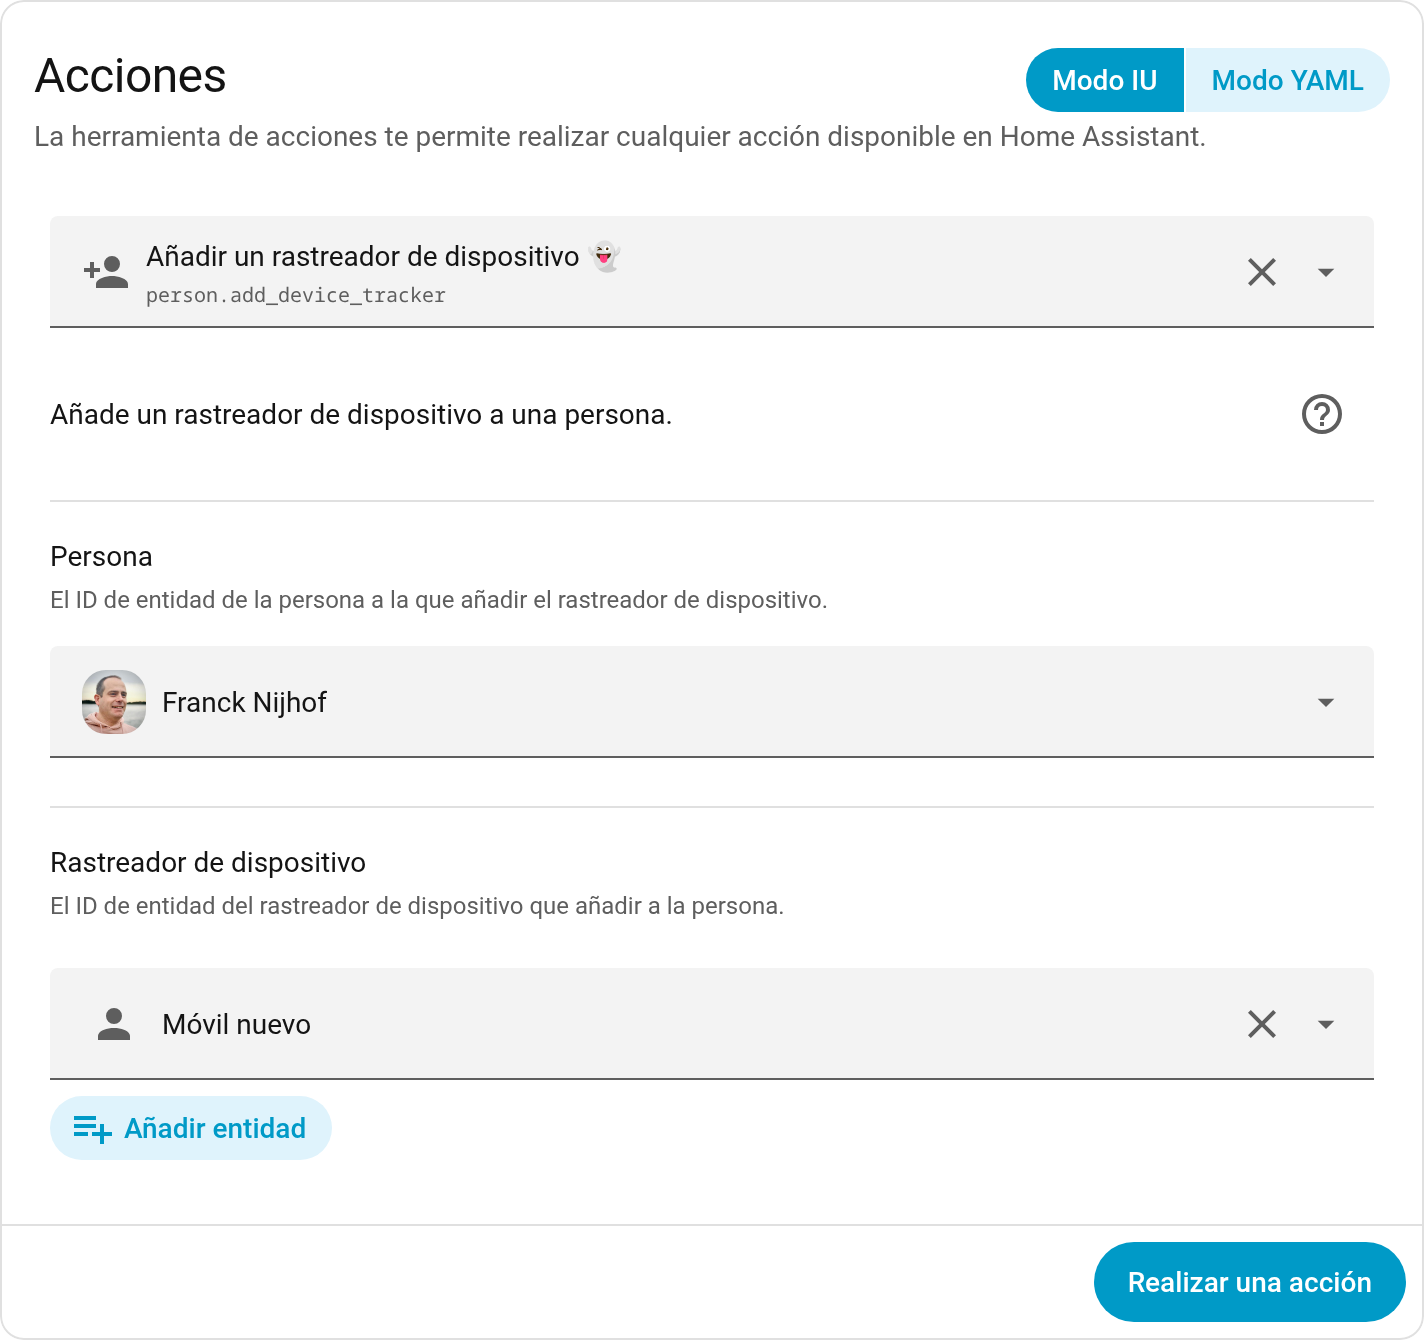 Acciones
Modo IU
Modo YAML
La herramienta de acciones te permite realizar cualquier acción disponible en Home Assistant.
Añadir un rastreador de dispositivo 👻
person.add_device_tracker
Añade un rastreador de dispositivo a una persona.
Persona
El ID de entidad de la persona a la que añadir el rastreador de dispositivo.
Franck Nijhof
Rastreador de dispositivo
El ID de entidad del rastreador de dispositivo que añadir a la persona.
Móvil nuevo
Añadir entidad
Realizar una acción